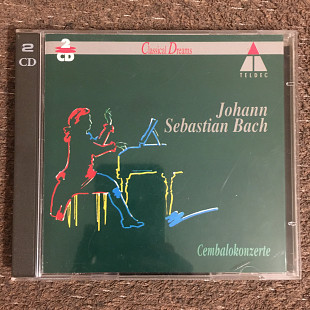 2
CD
2
CD
Classical Dreams
TELDEC
Johann
Sebastian Bach
Cembalokonzerte